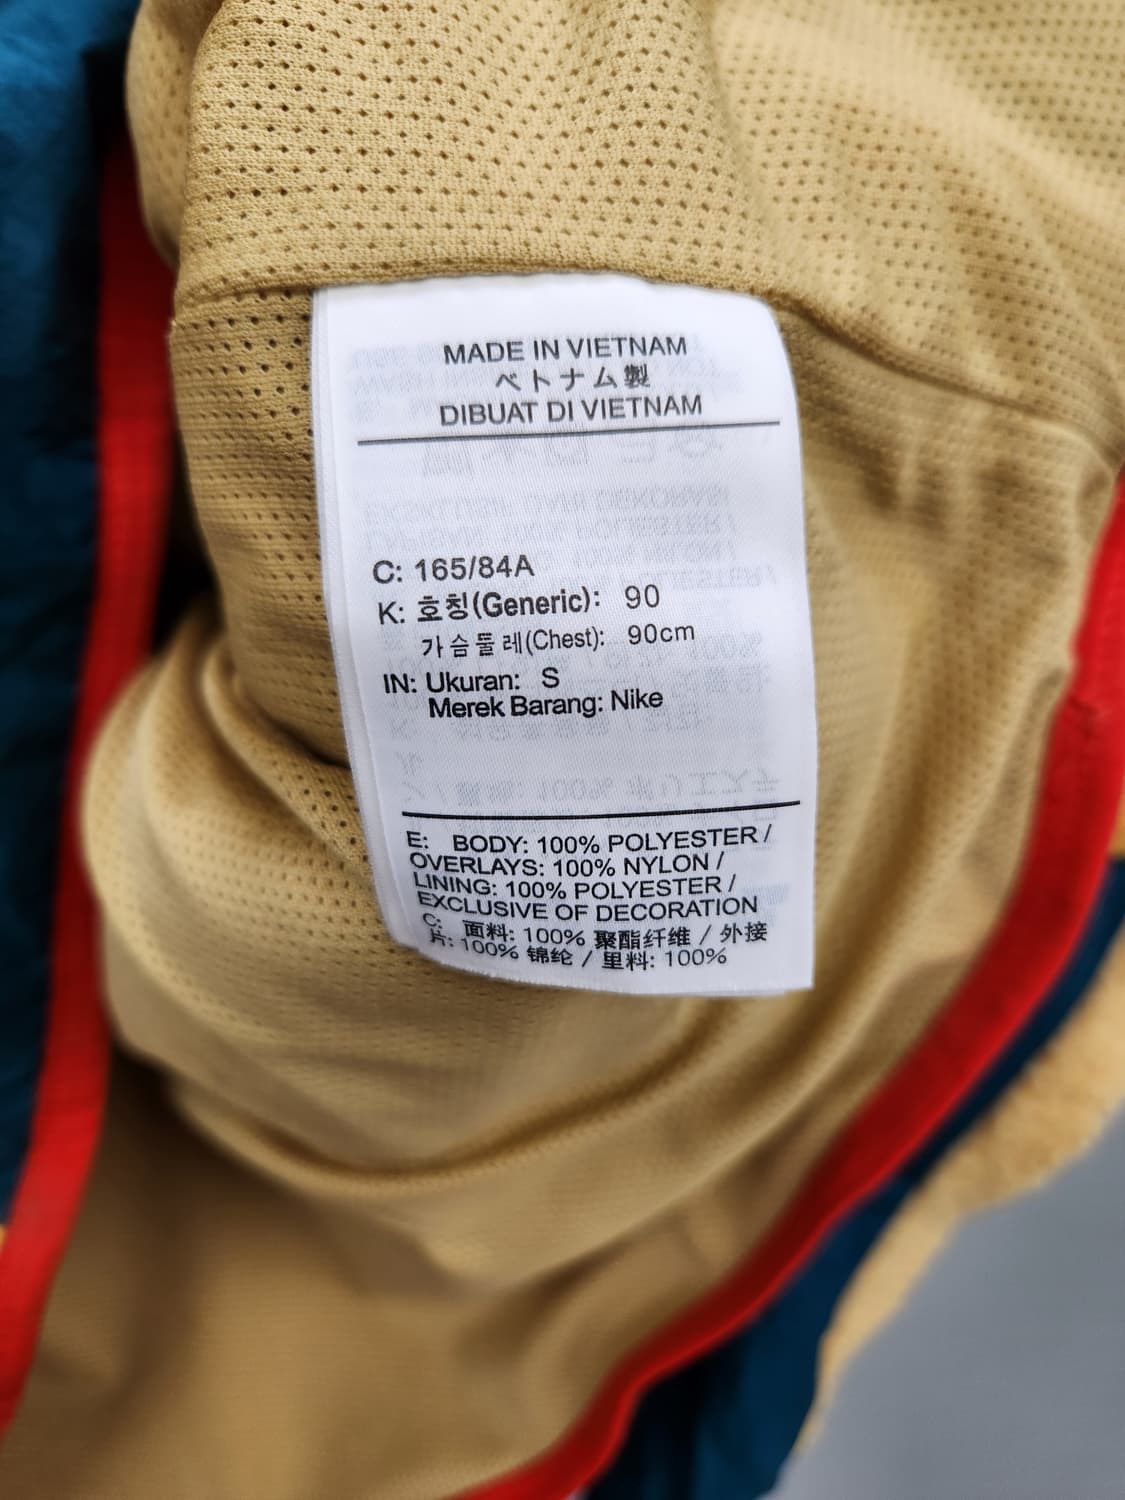 MADE IN VIETNAM
ベトナム製
DIBUAT DI VIETNAM
C: 165/84A
K: 호칭(Generic): 90
가슴둘레(Chest): 90cm
IN: Ukuran: S
Merek Barang: Nike
E: BODY: 100% POLYESTER /
OVERLAYS: 100% NYLON /
LINING: 100% POLYESTER /
EXCLUSIVE OF DECORATION
C: 面料: 100% 聚酯纤维 / 外接
片: 100% 锦纶 / 里料: 100%